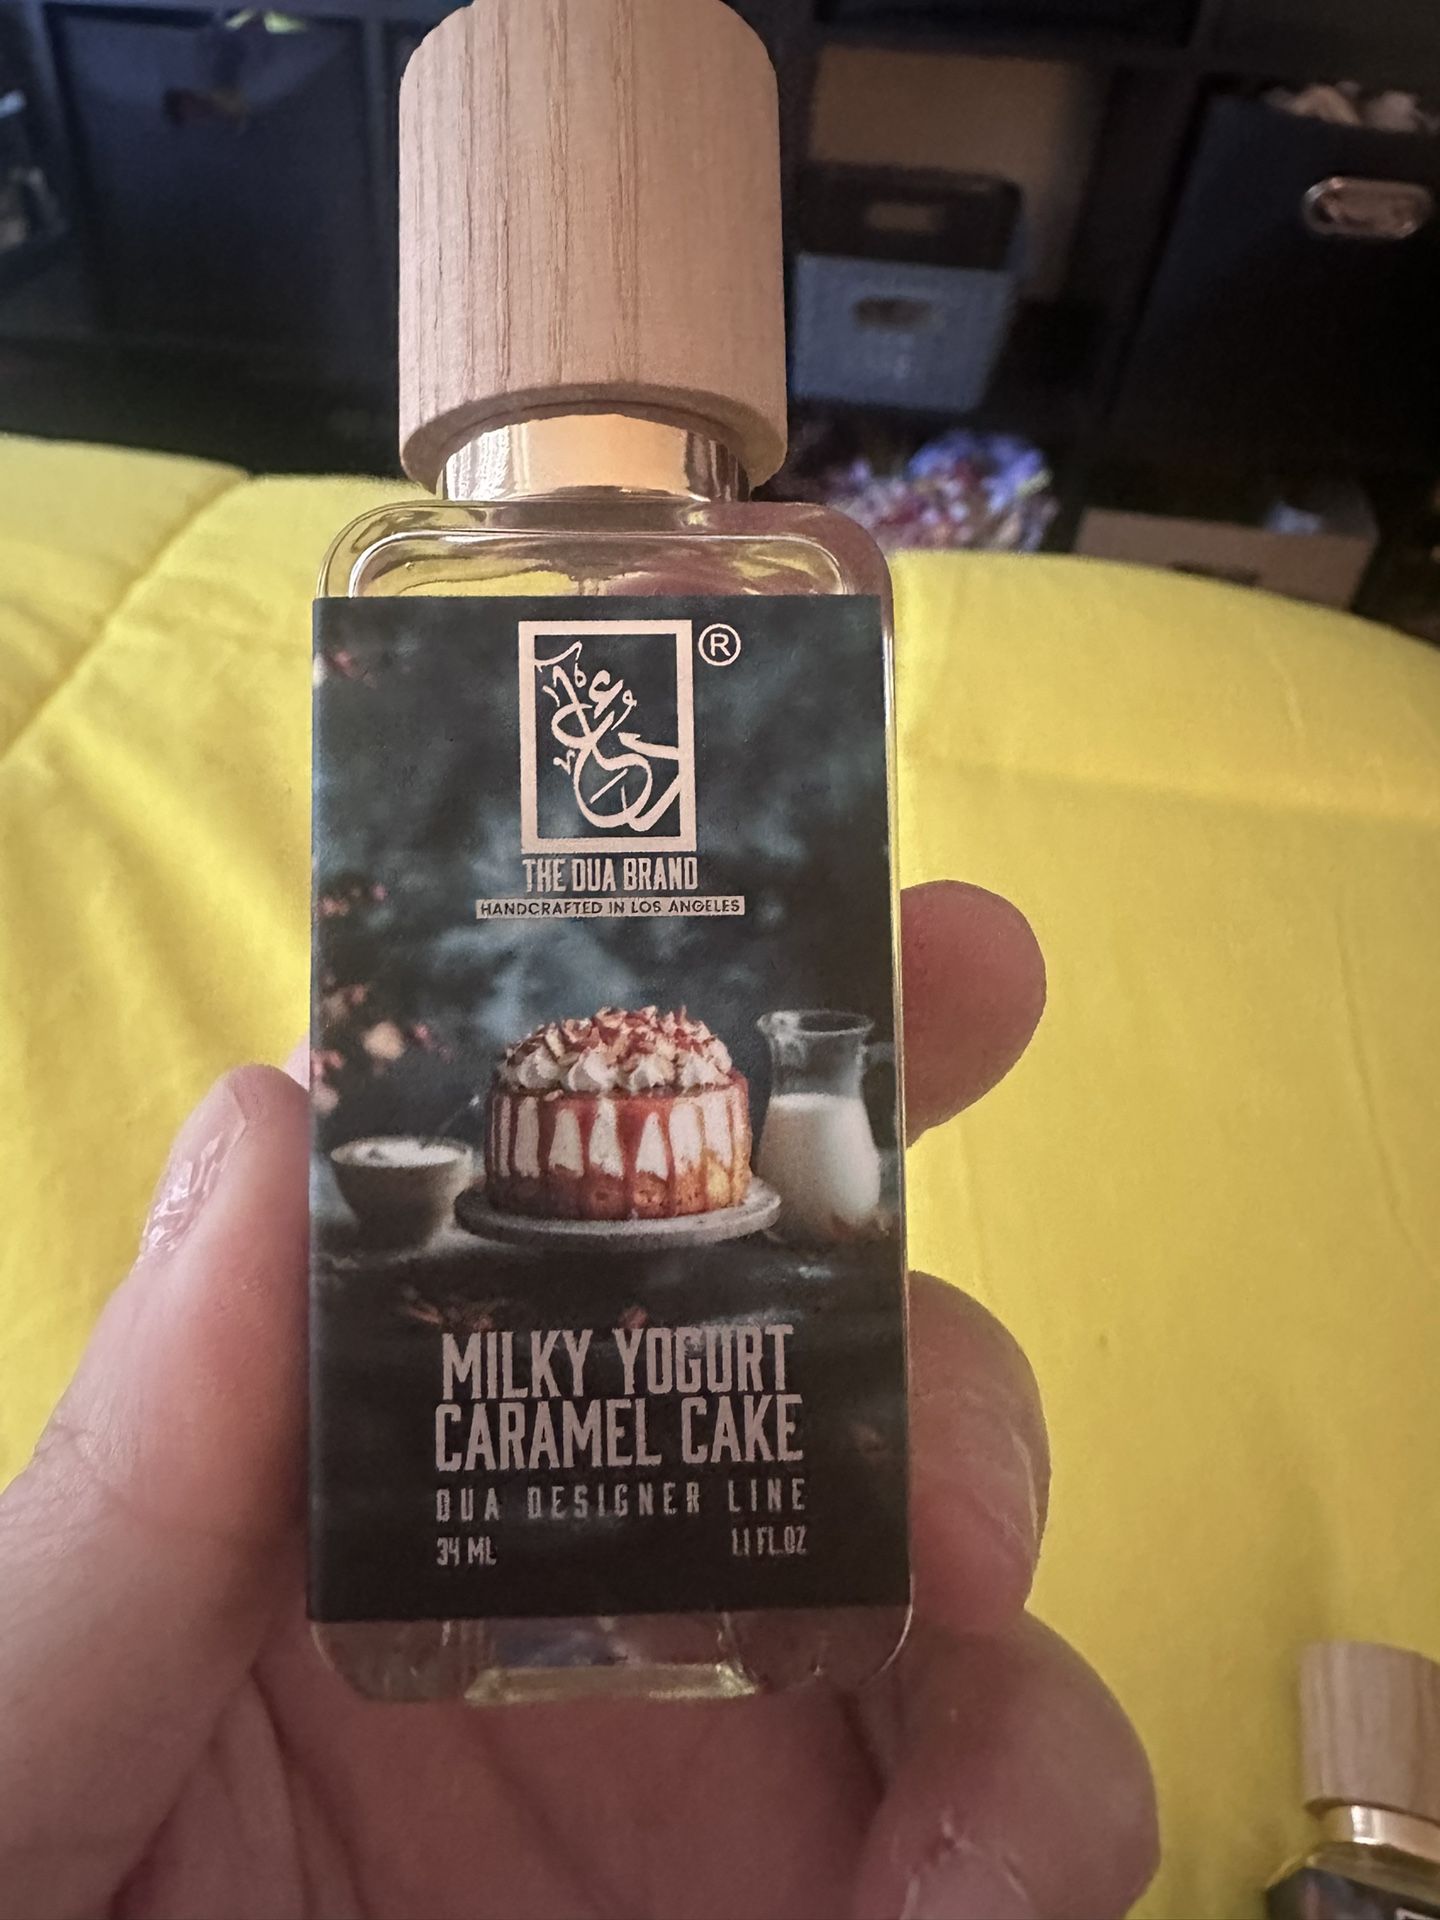 ®
THE DUA BRAND
HANDCRAFTED IN LOS ANGELES
MILKY YOGURT
CARAMEL CAKE
DUA DESIGNER LINE
34 ML 1.1 FL.OZ